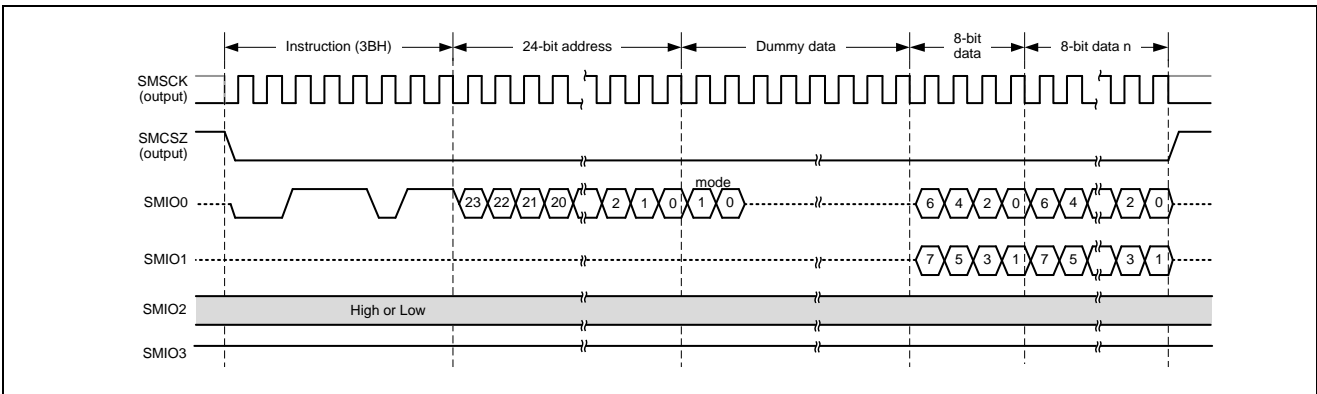 Instruction (3BH) 24-bit address Dummy data 8-bit data 8-bit data n
SMSCK
(output)
SMCSZ
(output)
mode
SMIO0 23 22 21 20 2 1 0 1 0 6 4 2 0 6 4 2 0
SMIO1 7 5 3 1 7 5 3 1
SMIO2 High or Low
SMIO3